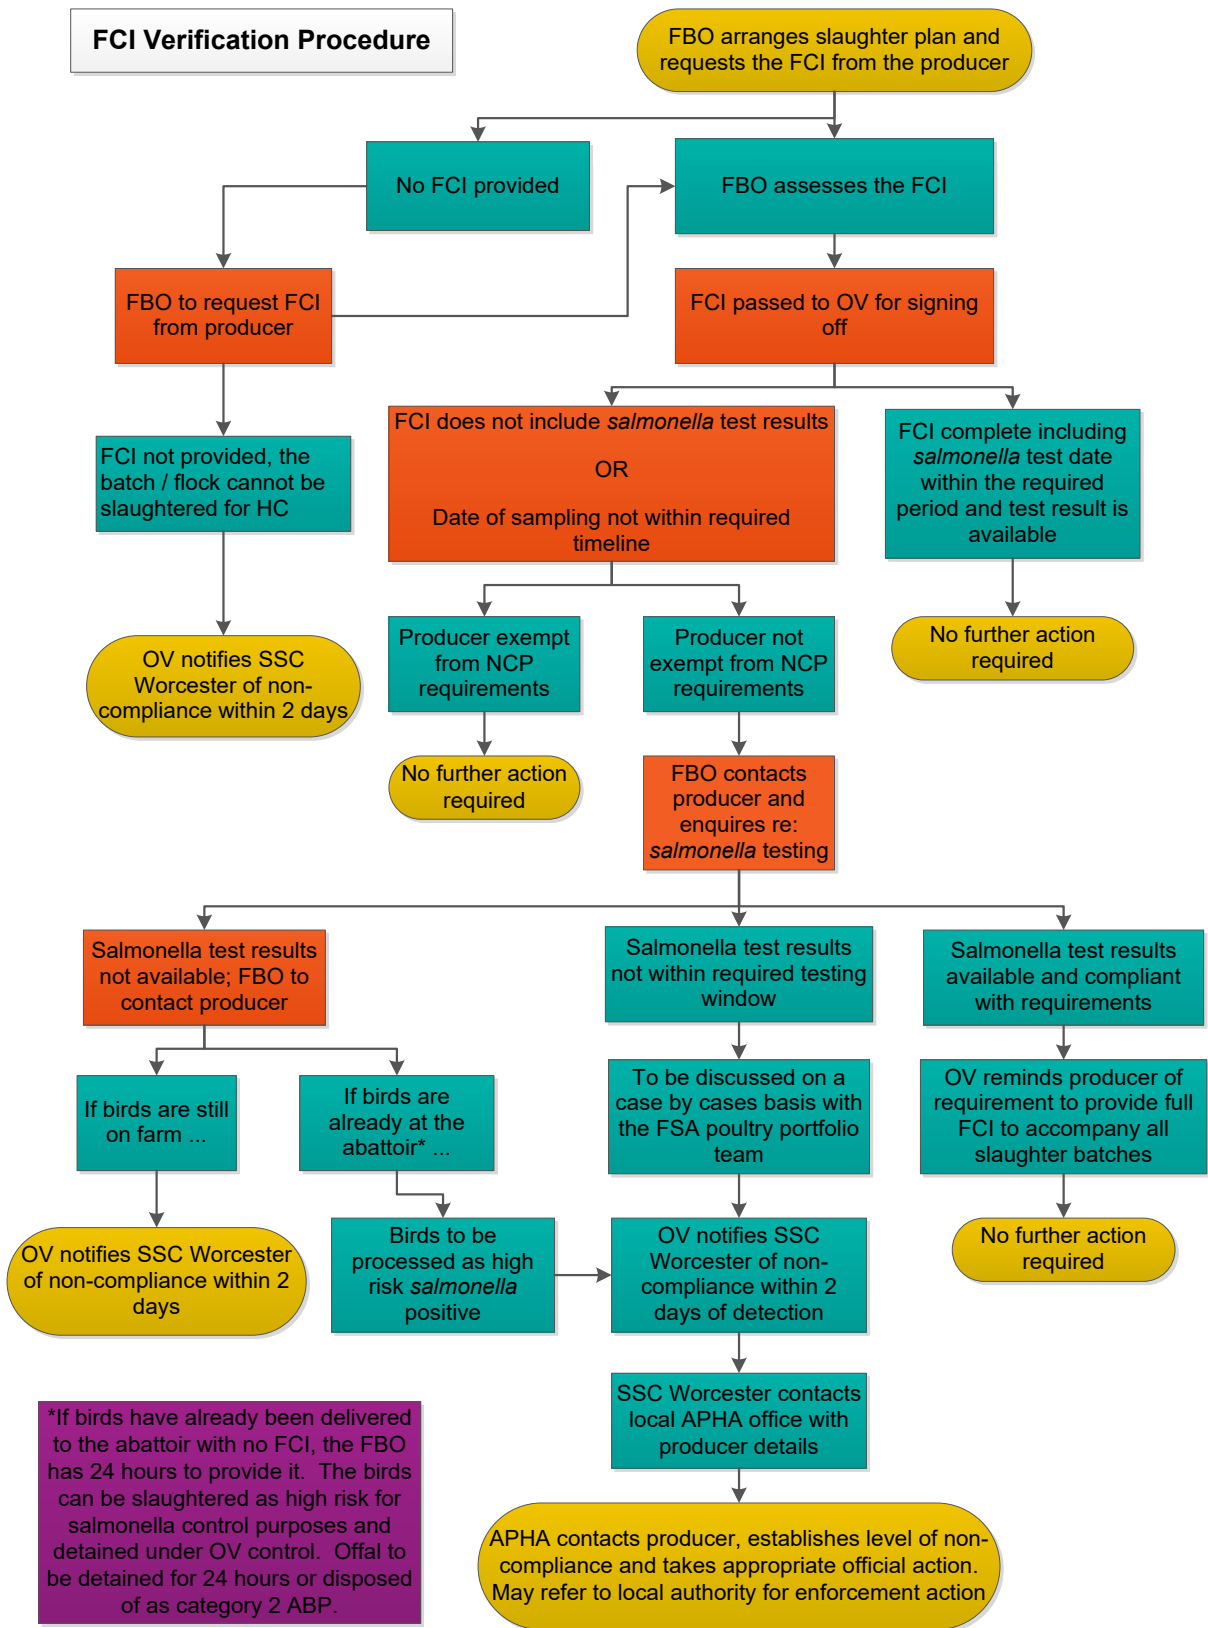 FCI Verification Procedure
FBO arranges slaughter plan and
requests the FCI from the producer
No FCI provided
FBO assesses the FCI
FBO to request FCI
from producer
FCI passed to OV for signing
off
FCI not provided, the
batch / flock cannot be
slaughtered for HC
FCI does not include salmonella test results
OR
Date of sampling not within required
timeline
FCI complete including
salmonella test date
within the required
period and test result is
available
OV notifies SSC
Worcester of non-
compliance within 2 days
Producer exempt
from NCP
requirements
Producer not
exempt from NCP
requirements
No further action
required
No further action
required
FBO contacts
producer and
enquires re:
salmonella testing
Salmonella test results
not available; FBO to
contact producer
Salmonella test results
not within required testing
window
Salmonella test results
available and compliant
with requirements
If birds are still
on farm ...
If birds are
already at the
abattoir* ...
To be discussed on a
case by cases basis with
the FSA poultry portfolio
team
OV reminds producer of
requirement to provide full
FCI to accompany all
slaughter batches
OV notifies SSC Worcester
of non-compliance within 2
days
Birds to be
processed as high
risk salmonella
positive
OV notifies SSC
Worcester of non-
compliance within 2
days of detection
No further action
required
SSC Worcester contacts
local APHA office with
producer details
*If birds have already been delivered
to the abattoir with no FCI, the FBO
has 24 hours to provide it.  The birds
can be slaughtered as high risk for
salmonella control purposes and
detained under OV control.  Offal to
be detained for 24 hours or disposed
of as category 2 ABP.
APHA contacts producer, establishes level of non-
compliance and takes appropriate official action.
May refer to local authority for enforcement action